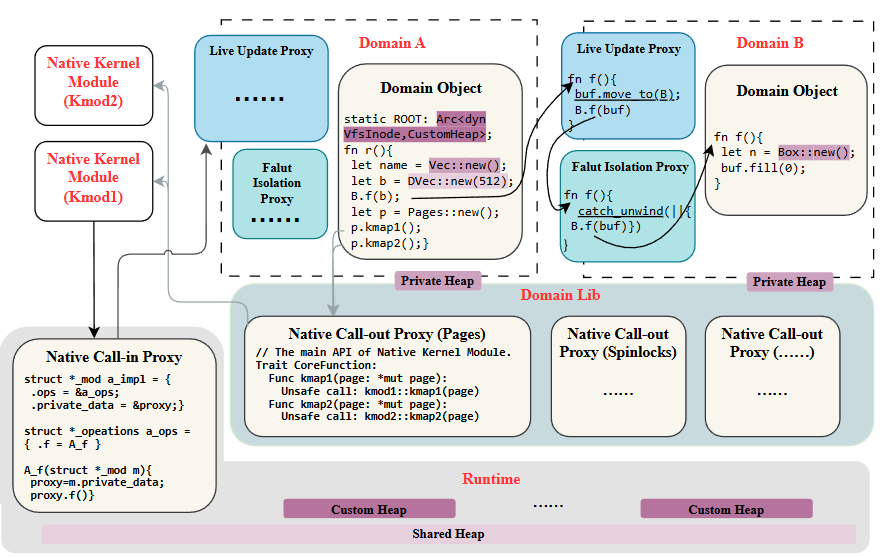 Native Kernel
Module
(Kmod2)
Native Kernel
Module
(Kmod1)
Live Update Proxy
......
Domain A
Falut
Isolation
Proxy
......
Domain Object
static ROOT: Arc<dyn
VfsInode,CustomHeap>;
fn r(){
let name = Vec::new();
let b = DVec::new(512);
B.f(b);
let p = Pages::new();
p.kmap1();
p.kmap2();}
Private Heap
Live Update Proxy
fn f(){
buf.move_to(B);
B.f(buf)
}
Domain B
Falut Isolation Proxy
fn f(){
catch_unwind(||{
B.f(buf)})
}
Domain Object
fn f(){
let n = Box::new();
buf.fill(0);
}
Private Heap
Domain Lib
Native Call-out Proxy (Pages)
// The main API of Native Kernel Module.
Trait CoreFunction:
Func kmap1(page: *mut page):
Unsafe call: kmod1::kmap1(page)
Func kmap2(page: *mut page):
Unsafe call: kmod2::kmap2(page)
Native Call-out
Proxy (Spinlocks)
......
Native Call-out
Proxy (......)
......
Native Call-in Proxy
struct *_mod a_impl = {
.ops = &a_ops;
.private_data = &proxy;}
struct *_opeations a_ops =
{ .f = A_f }
A_f(struct *_mod m){
proxy=m.private_data;
proxy.f()}
Runtime
Custom Heap
......
Custom Heap
Shared Heap